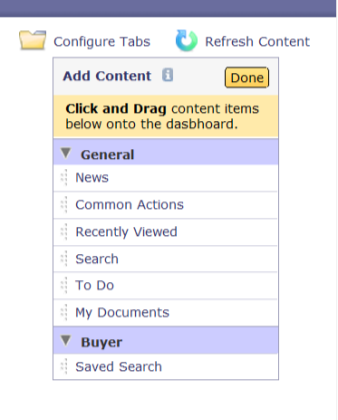 Configure Tabs Refresh Content
Add Content Done
Click and Drag content items
below onto the dasbhoard.
General
News
Common Actions
Recently Viewed
Search
To Do
My Documents
Buyer
Saved Search